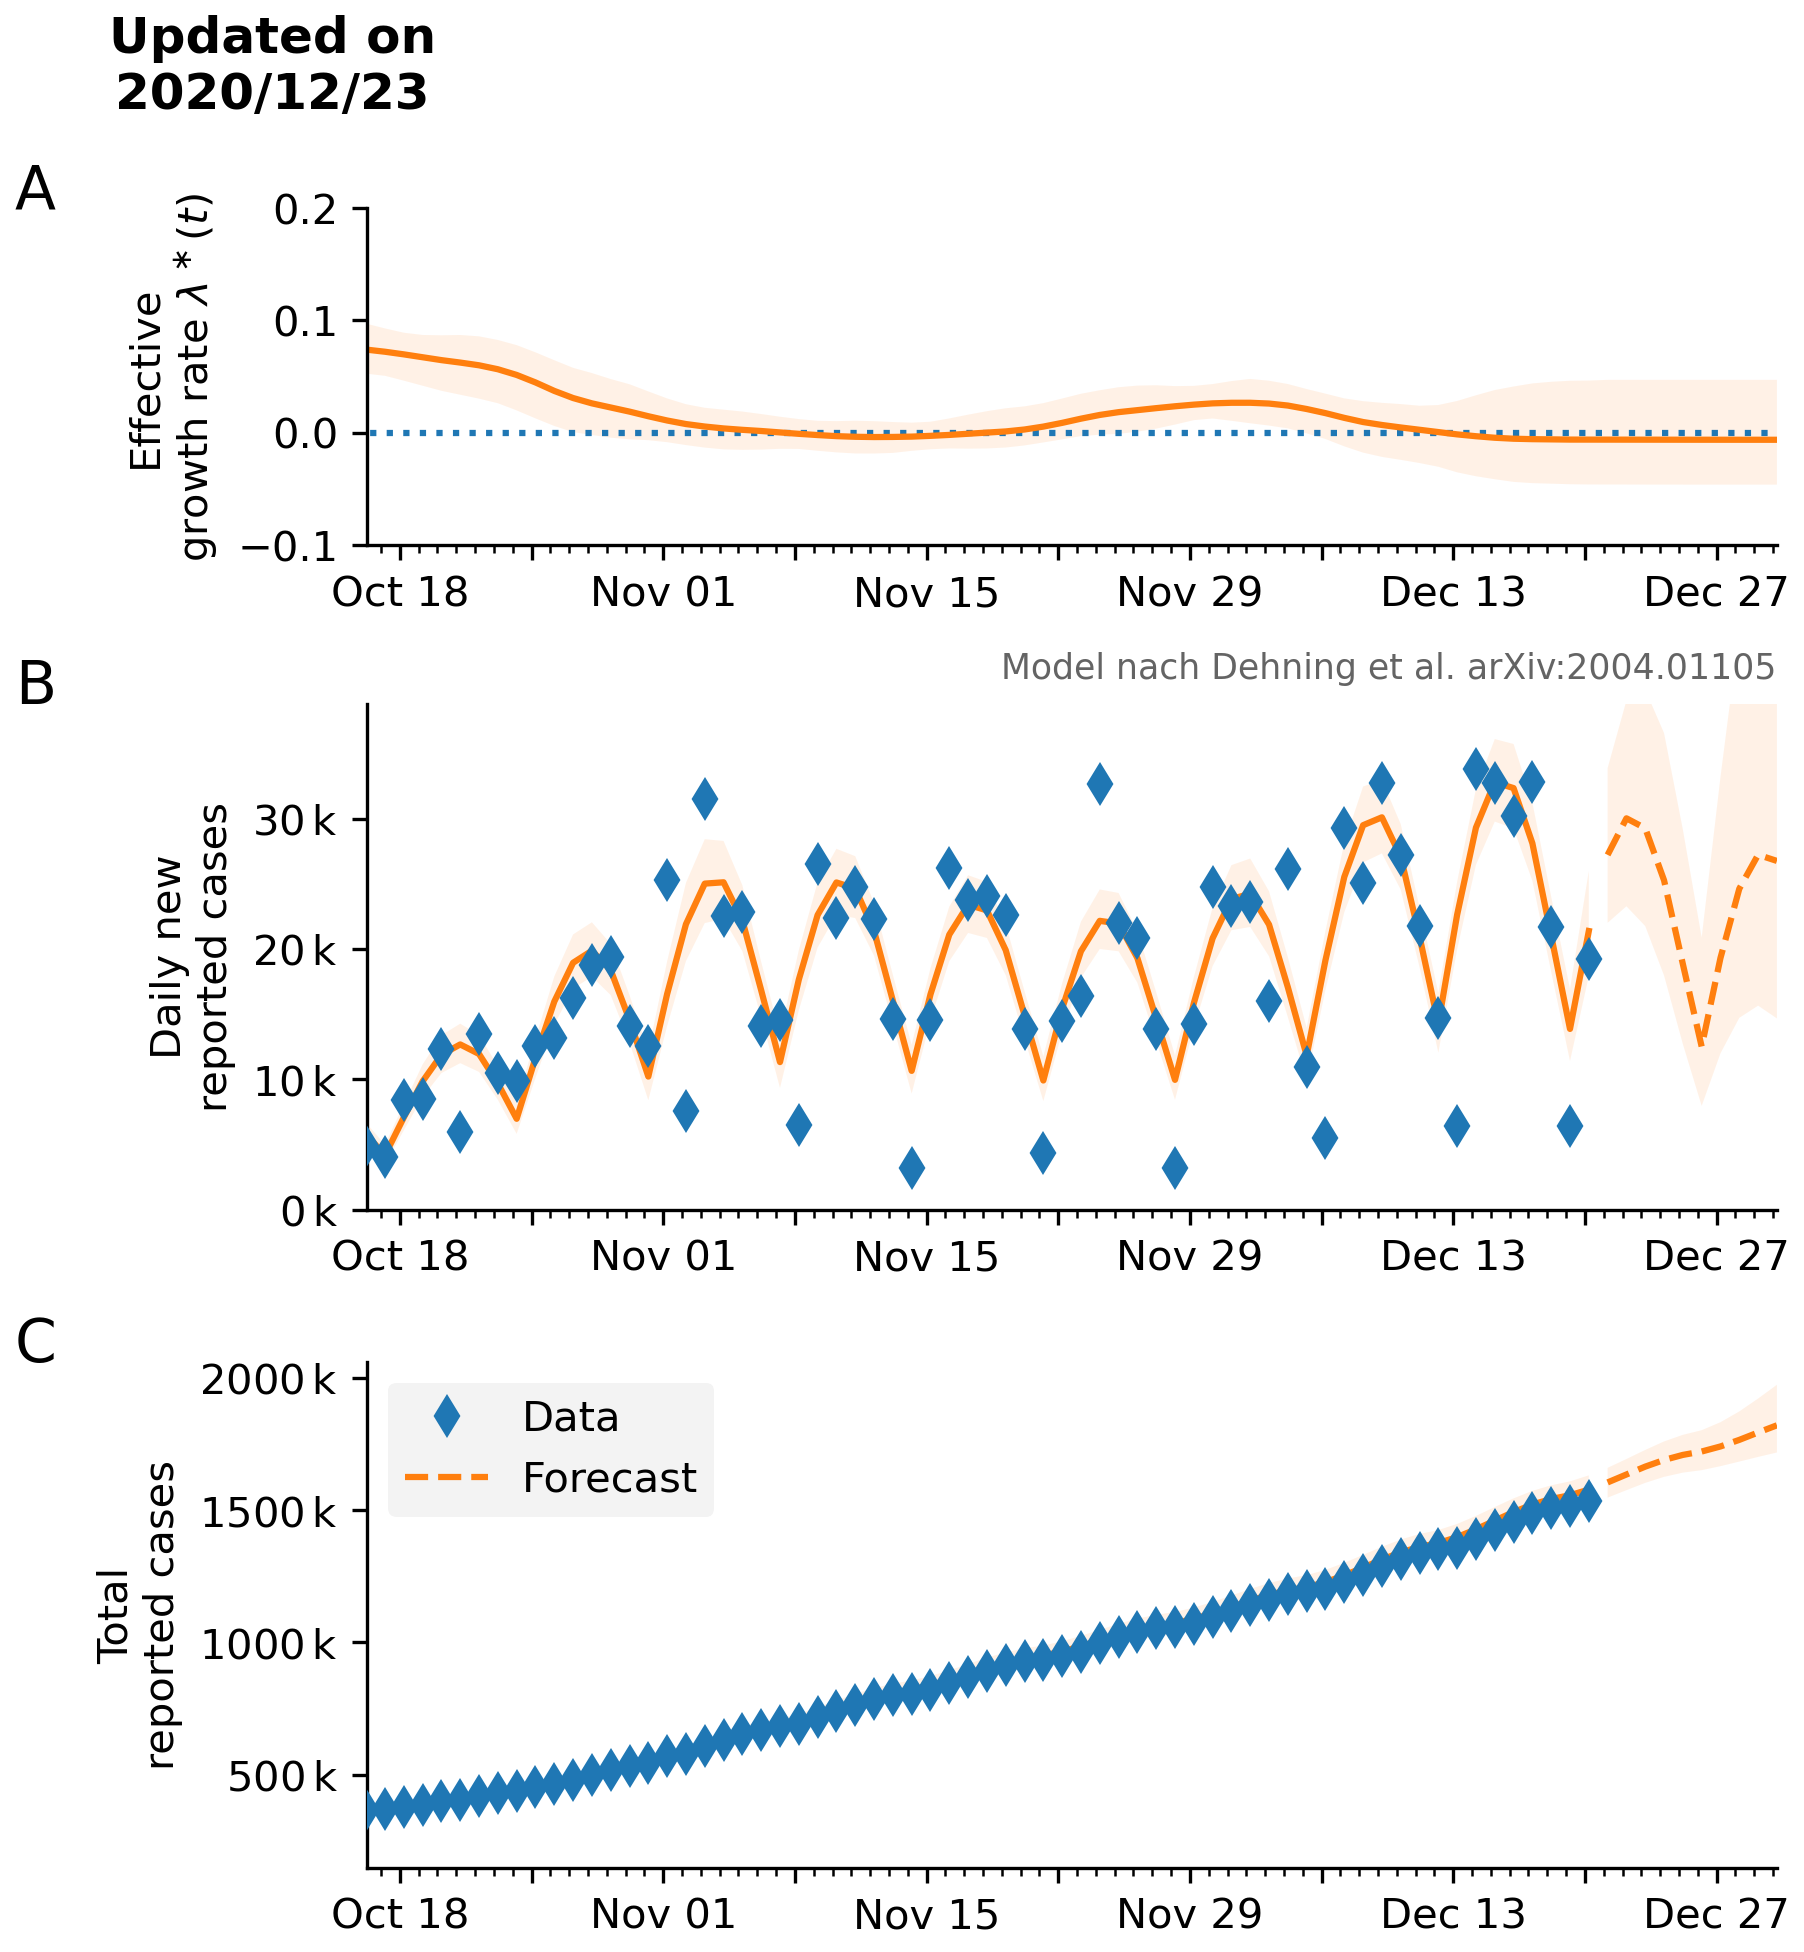 Updated on
2020/12/23
A
Effective
growth rate λ * (t)
0.2
0.1
0.0
−0.1
Oct 18 Nov 01 Nov 15 Nov 29 Dec 13 Dec 27
B
Model nach Dehning et al. arXiv:2004.01105
Daily new
reported cases
30 k
20 k
10 k
0 k
Oct 18 Nov 01 Nov 15 Nov 29 Dec 13 Dec 27
C
Total
reported cases
2000 k
1500 k
1000 k
500 k
Data
Forecast
Oct 18 Nov 01 Nov 15 Nov 29 Dec 13 Dec 27